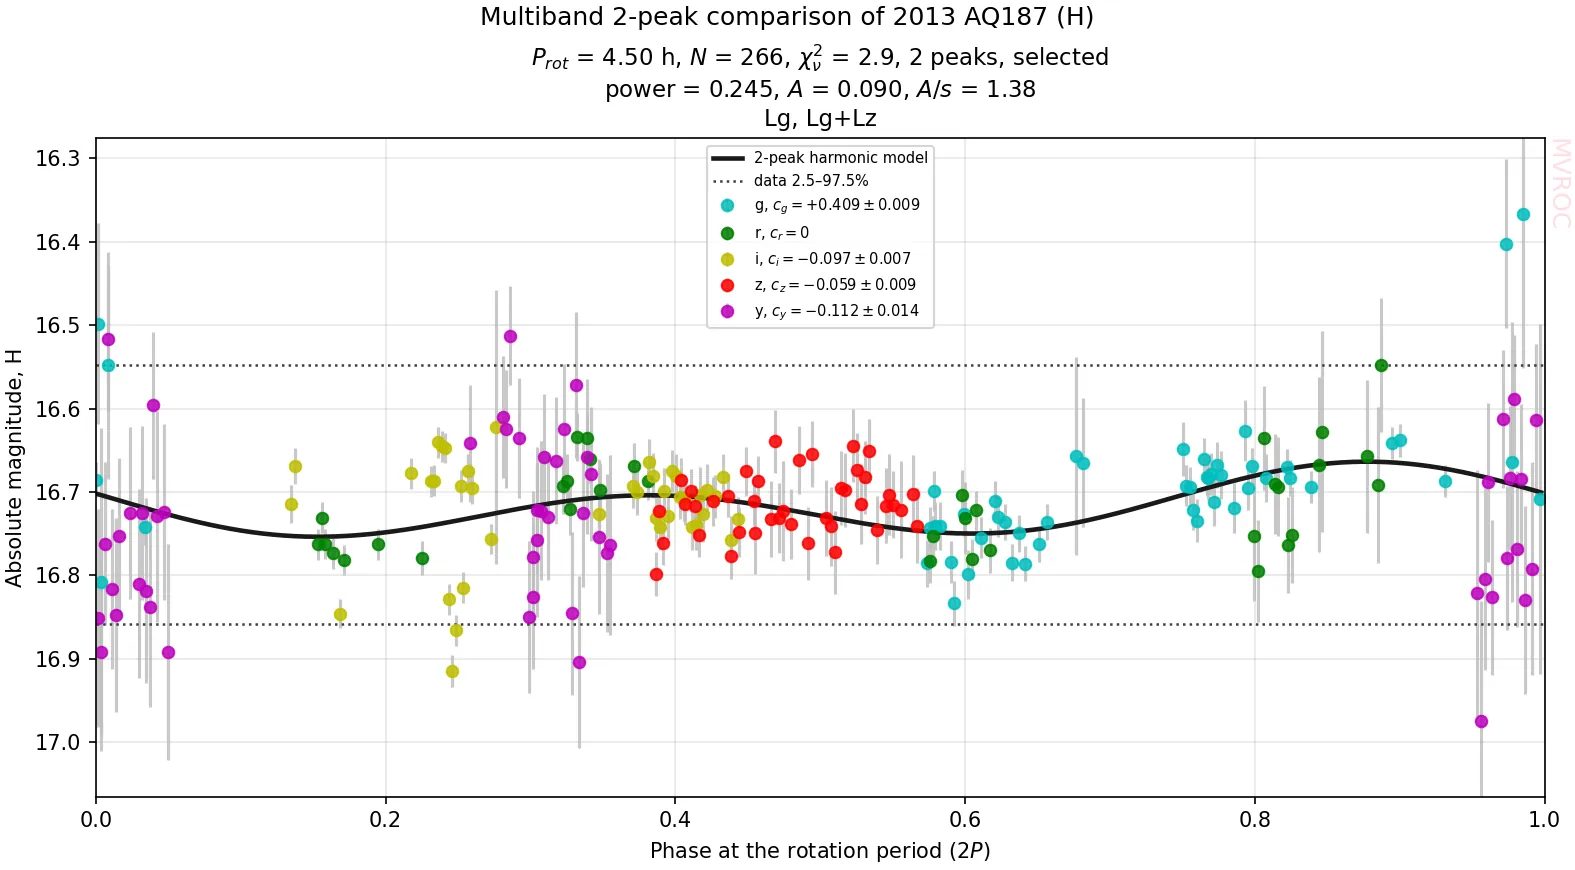 Multiband 2-peak comparison of 2013 AQ187 (H)
P_rot = 4.50 h, N = 266, χ²_ν = 2.9, 2 peaks, selected
power = 0.245, A = 0.090, A/s = 1.38
Lg, Lg+Lz
2-peak harmonic model
data 2.5–97.5%
g, c_g = +0.409 ± 0.009
r, c_r = 0
i, c_i = −0.097 ± 0.007
z, c_z = −0.059 ± 0.009
y, c_y = −0.112 ± 0.014
MVROC
Absolute magnitude, H
16.3
16.4
16.5
16.6
16.7
16.8
16.9
17.0
0.0 0.2 0.4 0.6 0.8 1.0
Phase at the rotation period (2P)